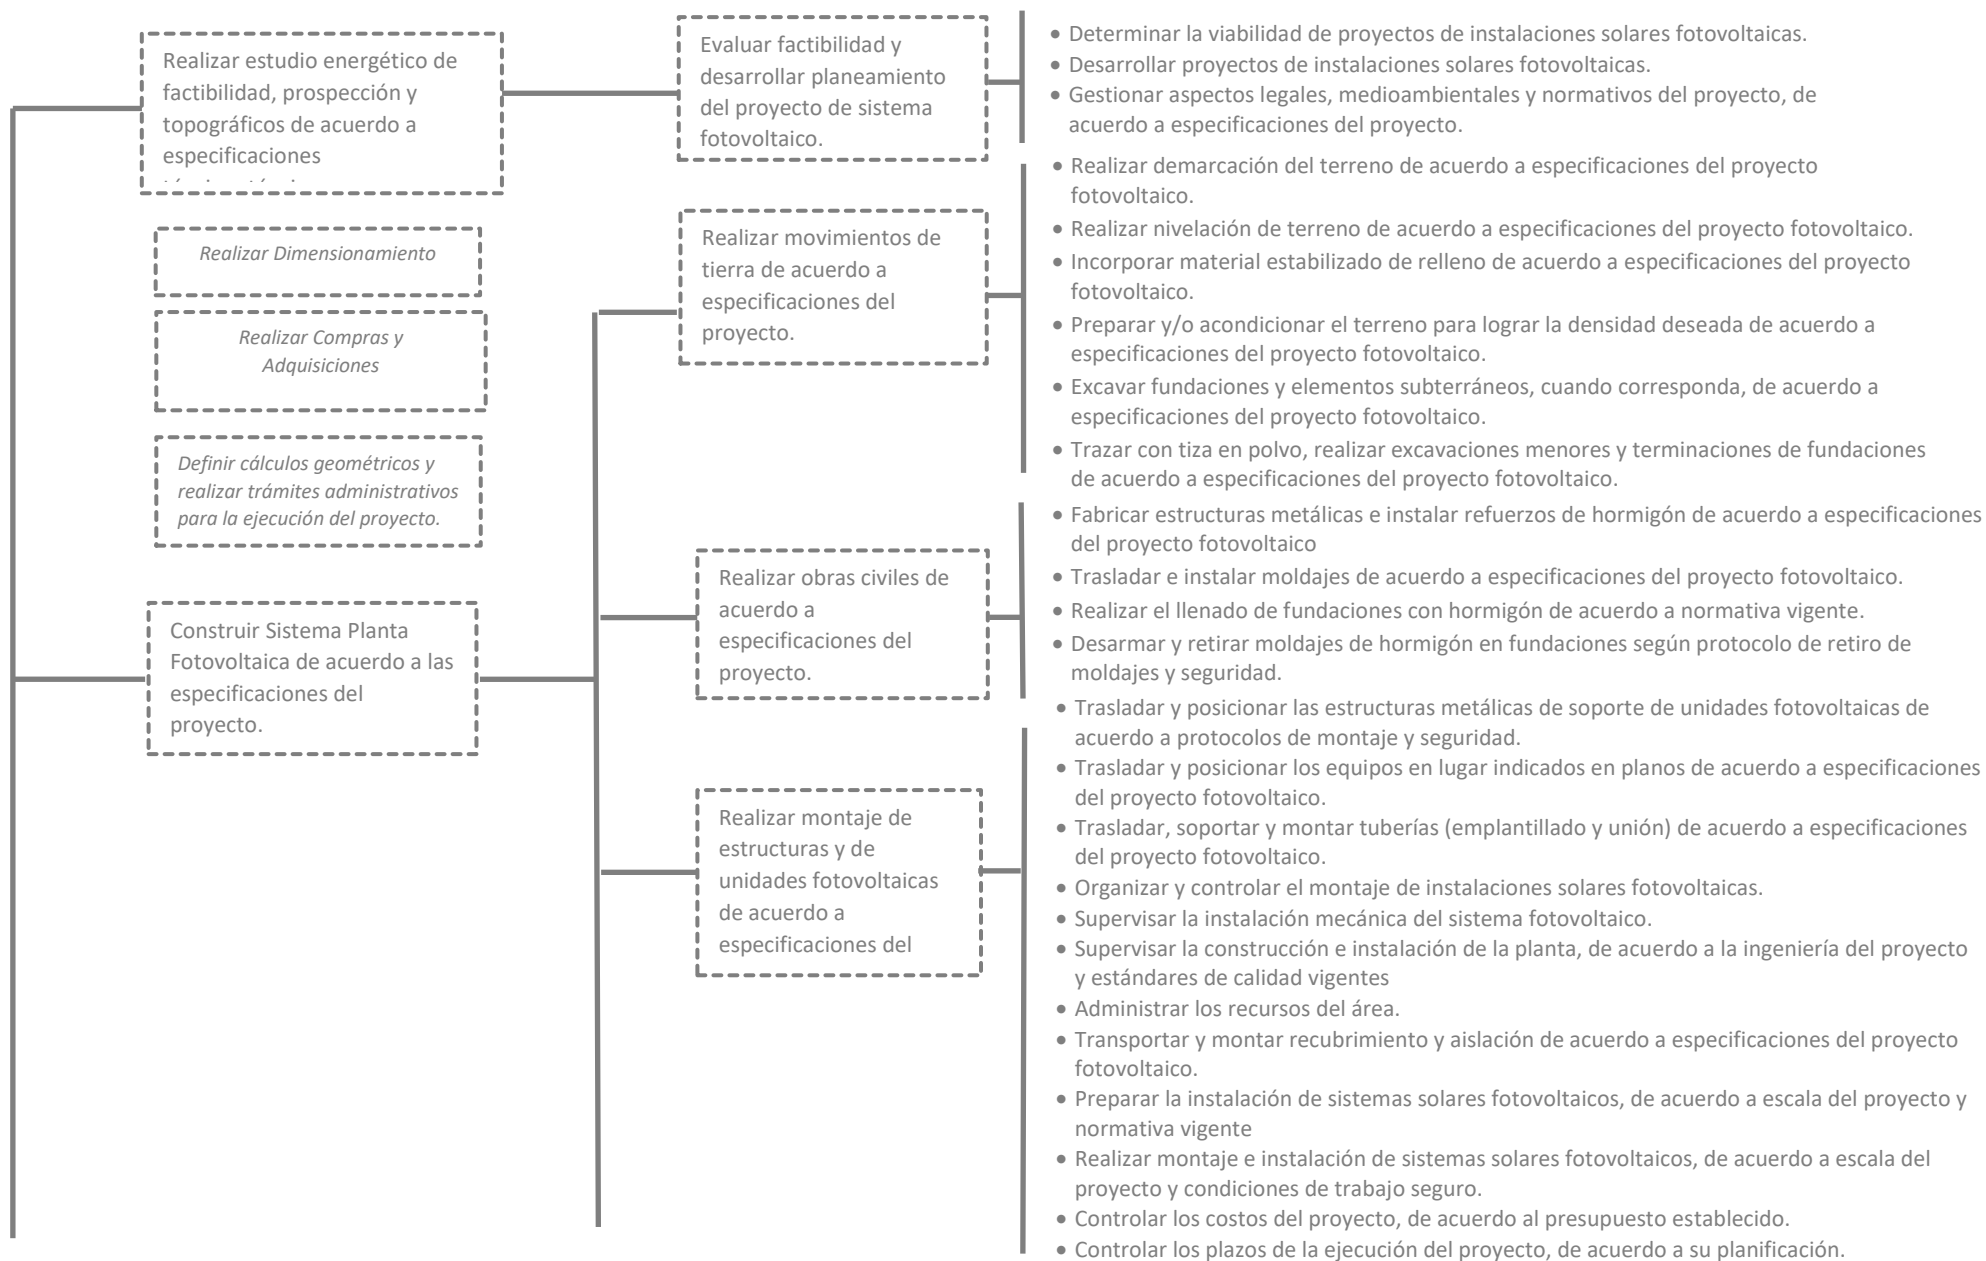 Realizar estudio energético de
factibilidad, prospección y
topográficos de acuerdo a
especificaciones
Realizar Dimensionamiento
Realizar Compras y
Adquisiciones
Definir cálculos geométricos y
realizar trámites administrativos
para la ejecución del proyecto.
Construir Sistema Planta
Fotovoltaica de acuerdo a las
especificaciones del
proyecto.
Evaluar factibilidad y
desarrollar planeamiento
del proyecto de sistema
fotovoltaico.
Realizar movimientos de
tierra de acuerdo a
especificaciones del
proyecto.
Realizar obras civiles de
acuerdo a
especificaciones del
proyecto.
Realizar montaje de
estructuras y de
unidades fotovoltaicas
de acuerdo a
especificaciones del
• Determinar la viabilidad de proyectos de instalaciones solares fotovoltaicas.
• Desarrollar proyectos de instalaciones solares fotovoltaicas.
• Gestionar aspectos legales, medioambientales y normativos del proyecto, de
acuerdo a especificaciones del proyecto.
• Realizar demarcación del terreno de acuerdo a especificaciones del proyecto
fotovoltaico.
• Realizar nivelación de terreno de acuerdo a especificaciones del proyecto fotovoltaico.
• Incorporar material estabilizado de relleno de acuerdo a especificaciones del proyecto
fotovoltaico.
• Preparar y/o acondicionar el terreno para lograr la densidad deseada de acuerdo a
especificaciones del proyecto fotovoltaico.
• Excavar fundaciones y elementos subterráneos, cuando corresponda, de acuerdo a
especificaciones del proyecto fotovoltaico.
• Trazar con tiza en polvo, realizar excavaciones menores y terminaciones de fundaciones
de acuerdo a especificaciones del proyecto fotovoltaico.
• Fabricar estructuras metálicas e instalar refuerzos de hormigón de acuerdo a especificaciones
del proyecto fotovoltaico
• Trasladar e instalar moldajes de acuerdo a especificaciones del proyecto fotovoltaico.
• Realizar el llenado de fundaciones con hormigón de acuerdo a normativa vigente.
• Desarmar y retirar moldajes de hormigón en fundaciones según protocolo de retiro de
moldajes y seguridad.
• Trasladar y posicionar las estructuras metálicas de soporte de unidades fotovoltaicas de
acuerdo a protocolos de montaje y seguridad.
• Trasladar y posicionar los equipos en lugar indicados en planos de acuerdo a especificaciones
del proyecto fotovoltaico.
• Trasladar, soportar y montar tuberías (emplantillado y unión) de acuerdo a especificaciones
del proyecto fotovoltaico.
• Organizar y controlar el montaje de instalaciones solares fotovoltaicas.
• Supervisar la instalación mecánica del sistema fotovoltaico.
• Supervisar la construcción e instalación de la planta, de acuerdo a la ingeniería del proyecto
y estándares de calidad vigentes
• Administrar los recursos del área.
• Transportar y montar recubrimiento y aislación de acuerdo a especificaciones del proyecto
fotovoltaico.
• Preparar la instalación de sistemas solares fotovoltaicos, de acuerdo a escala del proyecto y
normativa vigente
• Realizar montaje e instalación de sistemas solares fotovoltaicos, de acuerdo a escala del
proyecto y condiciones de trabajo seguro.
• Controlar los costos del proyecto, de acuerdo al presupuesto establecido.
• Controlar los plazos de la ejecución del proyecto, de acuerdo a su planificación.